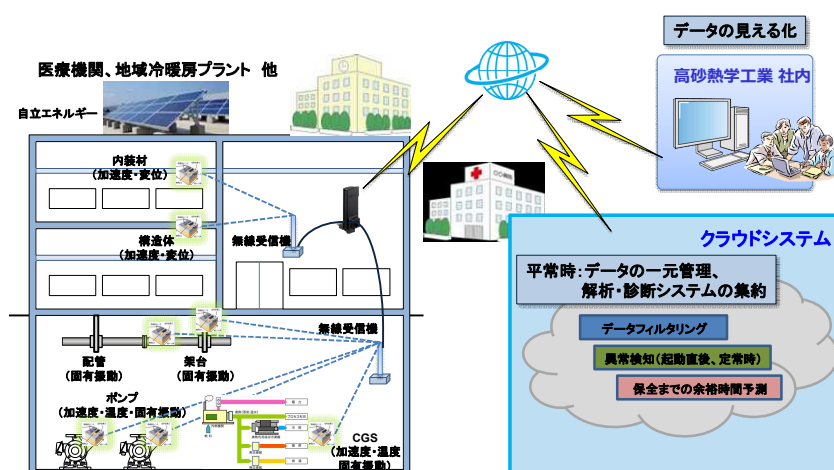 データの見える化
医療機関、地域冷暖房プラント 他
高砂熱学工業 社内
自立エネルギー
内装材
(加速度・変位)
構造体
(加速度・変位)
無線受信機
〇〇病院
クラウドシステム
平常時：データの一元管理、
解析・診断システムの集約
データフィルタリング
異常検知(起動直後、定常時)
保全までの余裕時間予測
無線受信機
配管
(固有振動)
架台
(固有振動)
ポンプ
(加速度・温度・固有振動)
CGS
(加速度・温度
固有振動)